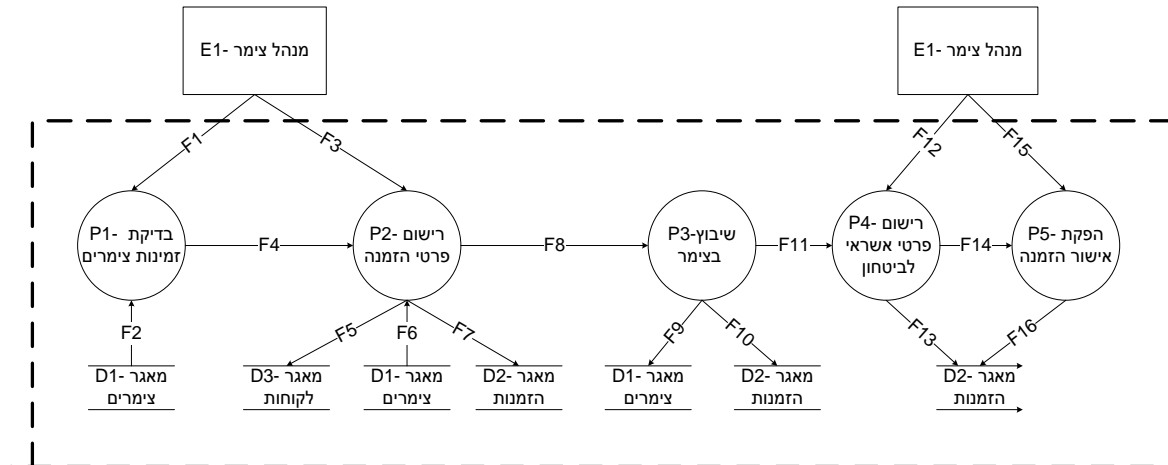 E1- מנהל צימר
E1- מנהל צימר
F1
F3
F12
F15
P1- בדיקת
זמינות צימרים
F4
P2- רישום
פרטי הזמנה
F8
P3- שיבוץ
בצימר
F11
P4- רישום
פרטי אשראי
לביטחון
F14
P5- הפקת
אישור הזמנה
F2
F5
F6
F7
F9
F10
F13
F16
D1- מאגר
צימרים
D3- מאגר
לקוחות
D1- מאגר
צימרים
D2- מאגר
הזמנות
D1- מאגר
צימרים
D2- מאגר
הזמנות
D2- מאגר
הזמנות